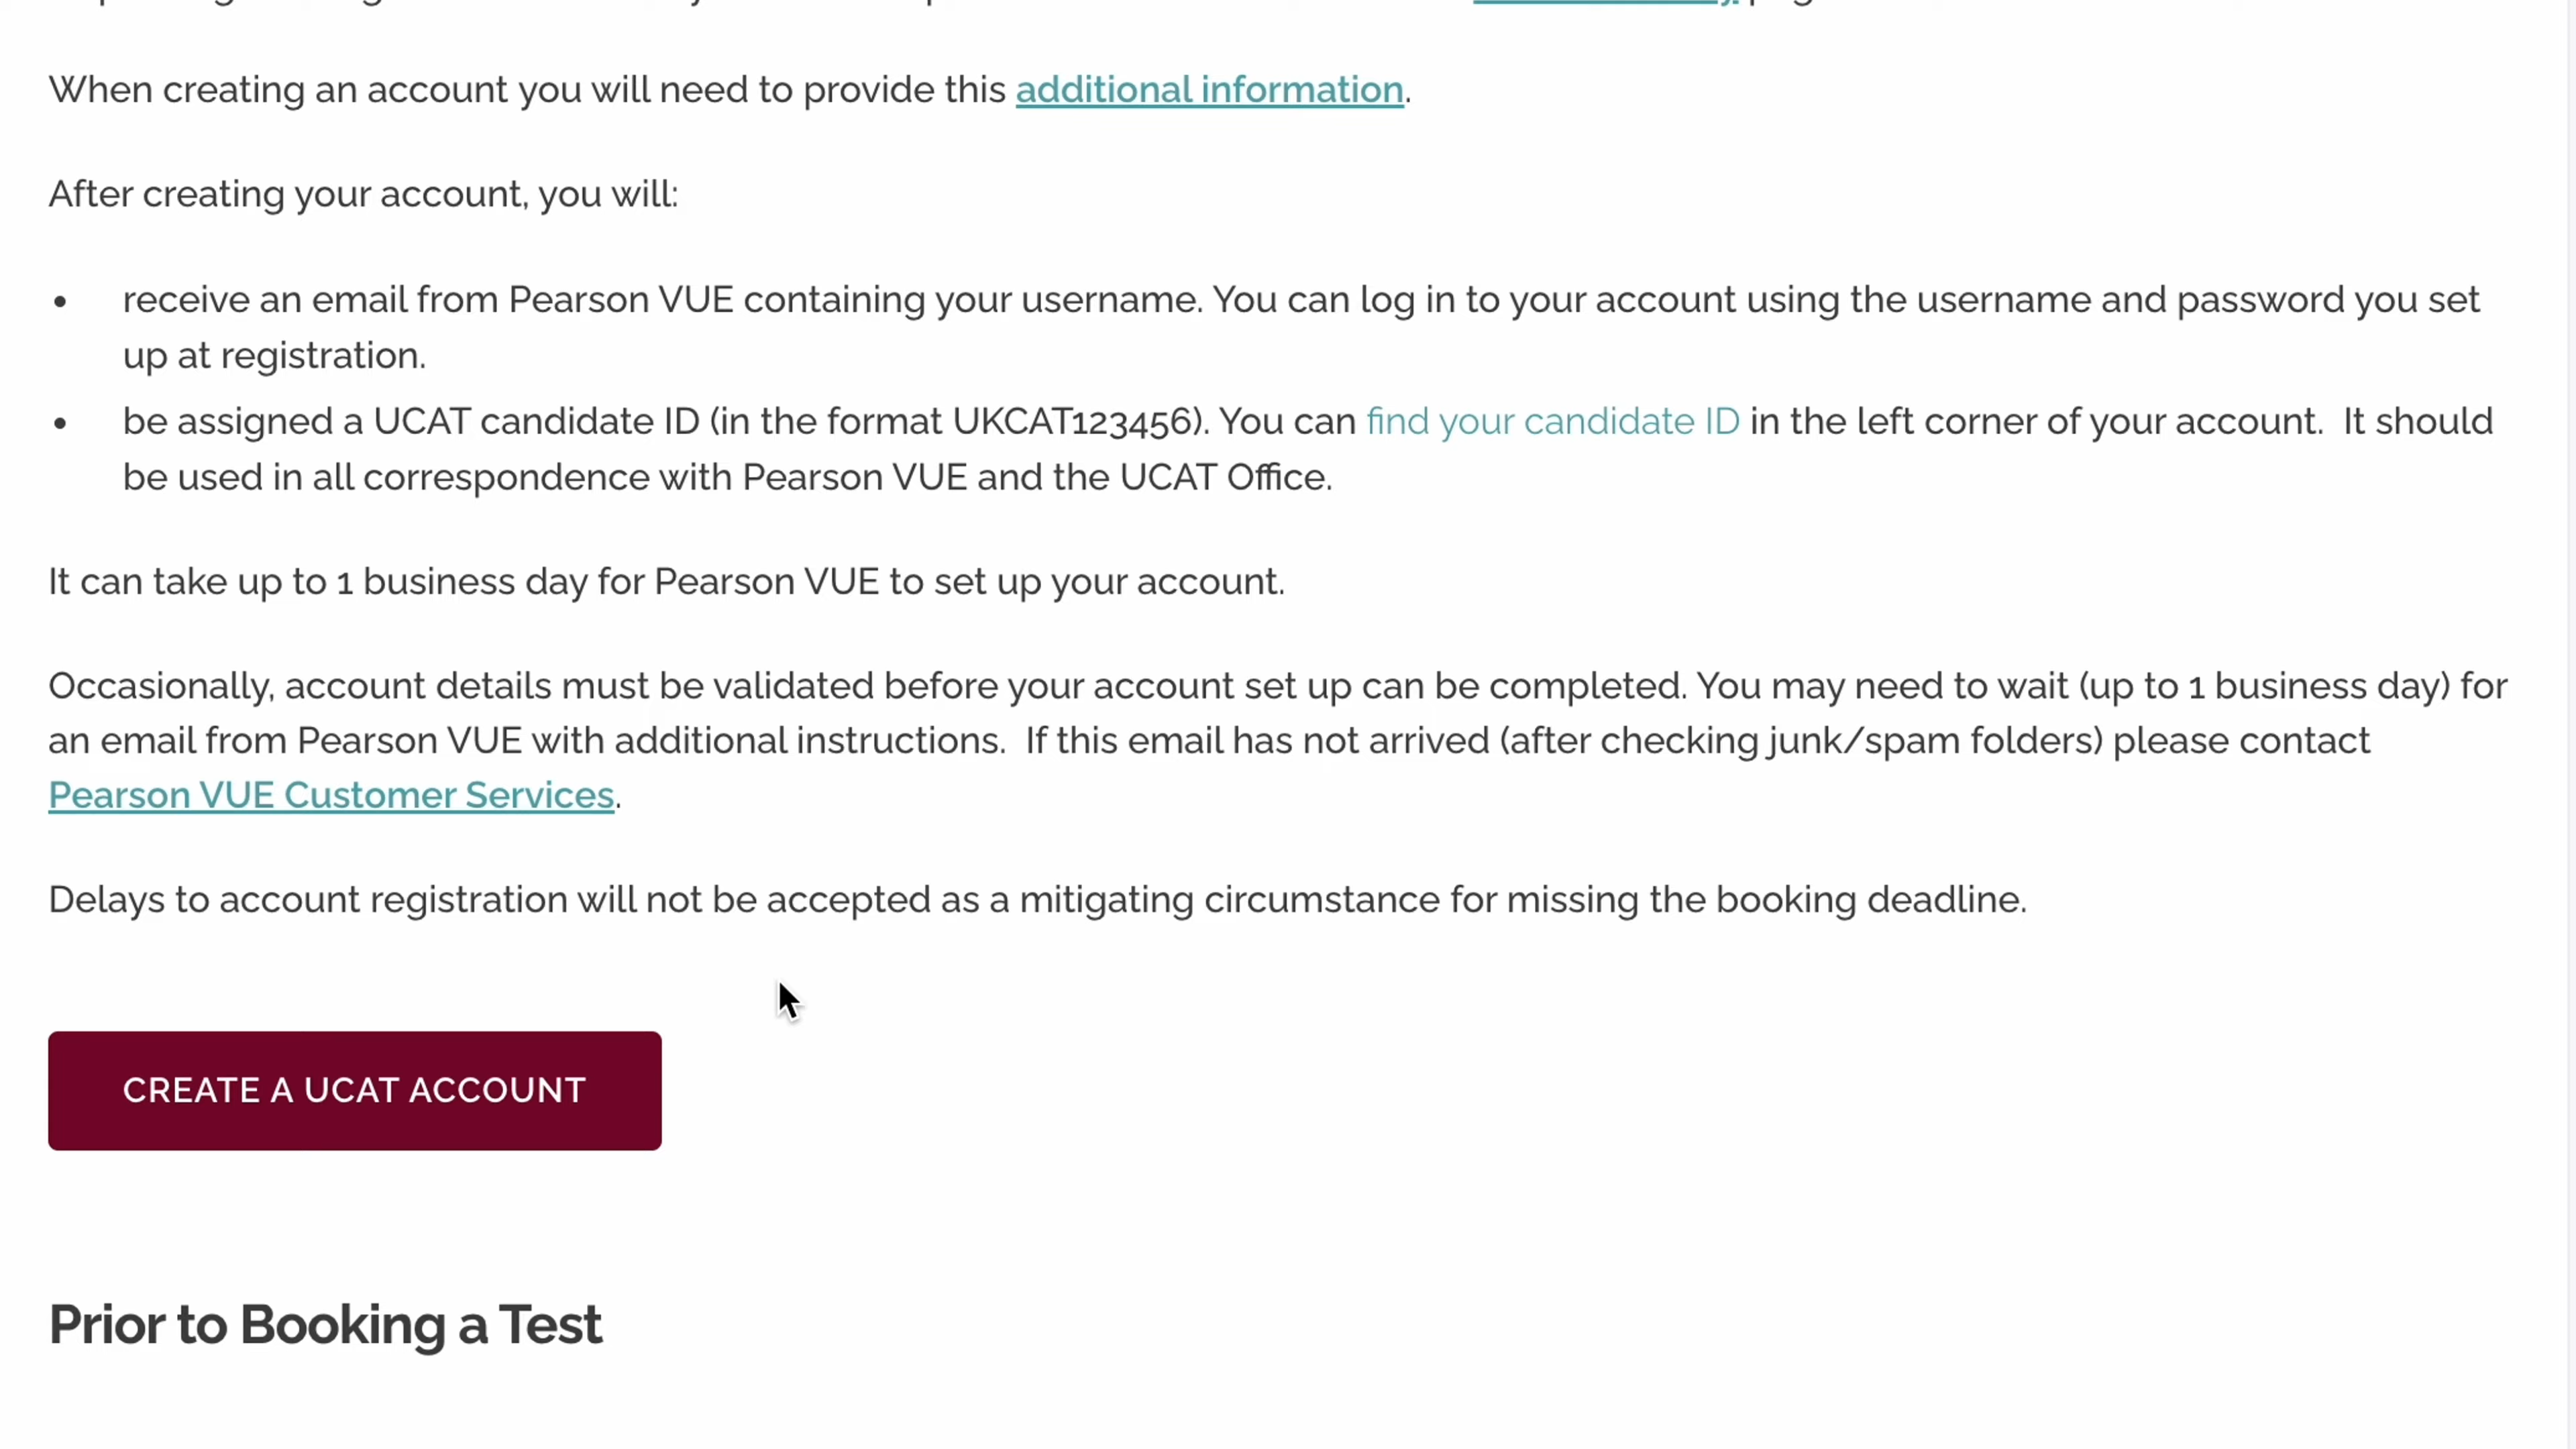 When creating an account you will need to provide this additional information.
After creating your account, you will:
• receive an email from Pearson VUE containing your username. You can log in to your account using the username and password you set
up at registration.
• be assigned a UCAT candidate ID (in the format UKCAT123456). You can find your candidate ID in the left corner of your account. It should
be used in all correspondence with Pearson VUE and the UCAT Office.
It can take up to 1 business day for Pearson VUE to set up your account.
Occasionally, account details must be validated before your account set up can be completed. You may need to wait (up to 1 business day) for
an email from Pearson VUE with additional instructions. If this email has not arrived (after checking junk/spam folders) please contact
Pearson VUE Customer Services.
Delays to account registration will not be accepted as a mitigating circumstance for missing the booking deadline.
CREATE A UCAT ACCOUNT
Prior to Booking a Test